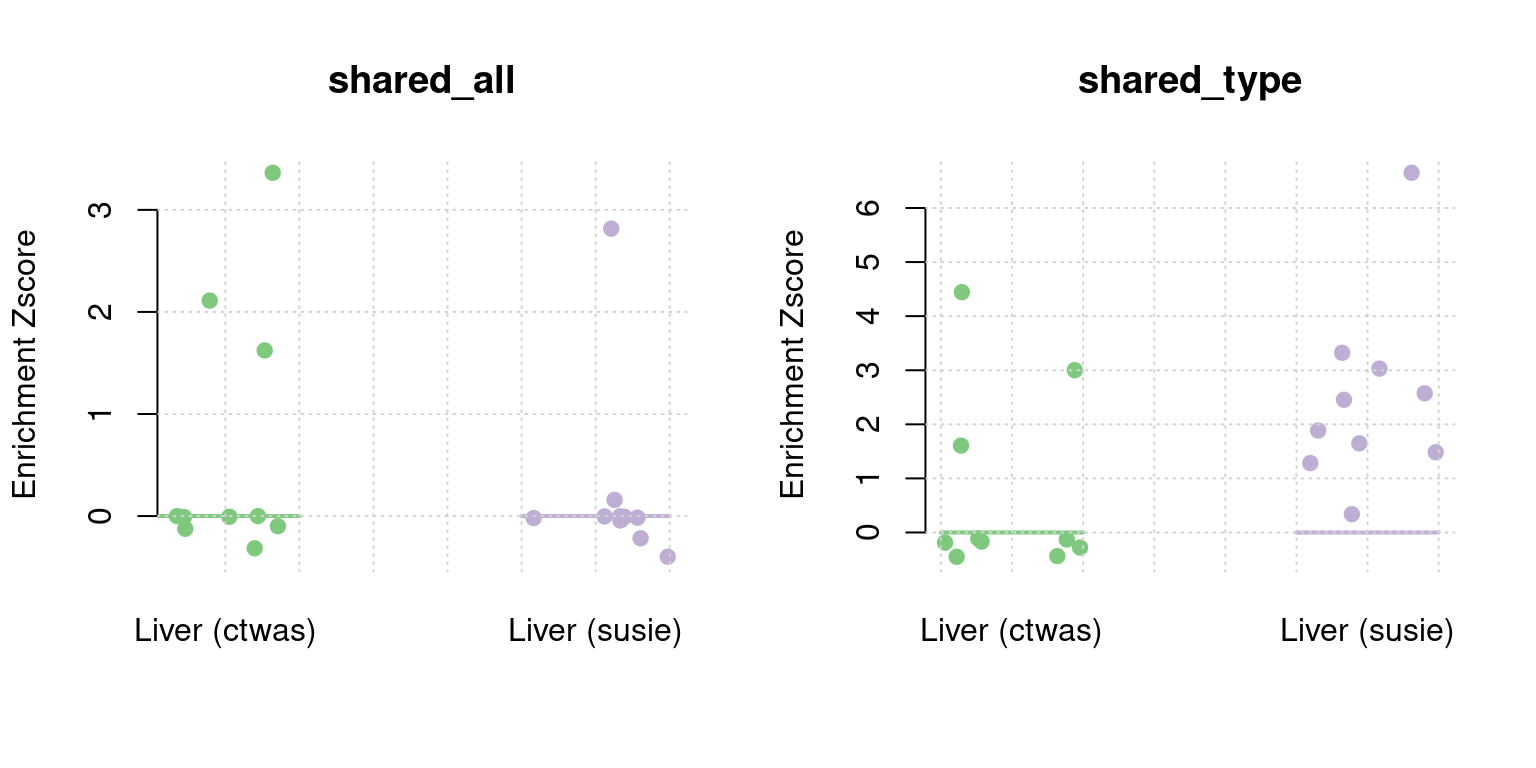 shared_all
Enrichment Zscore
3
2
1
0
Liver (ctwas)
Liver (susie)
shared_type
Enrichment Zscore
6
5
4
3
2
1
0
Liver (ctwas)
Liver (susie)